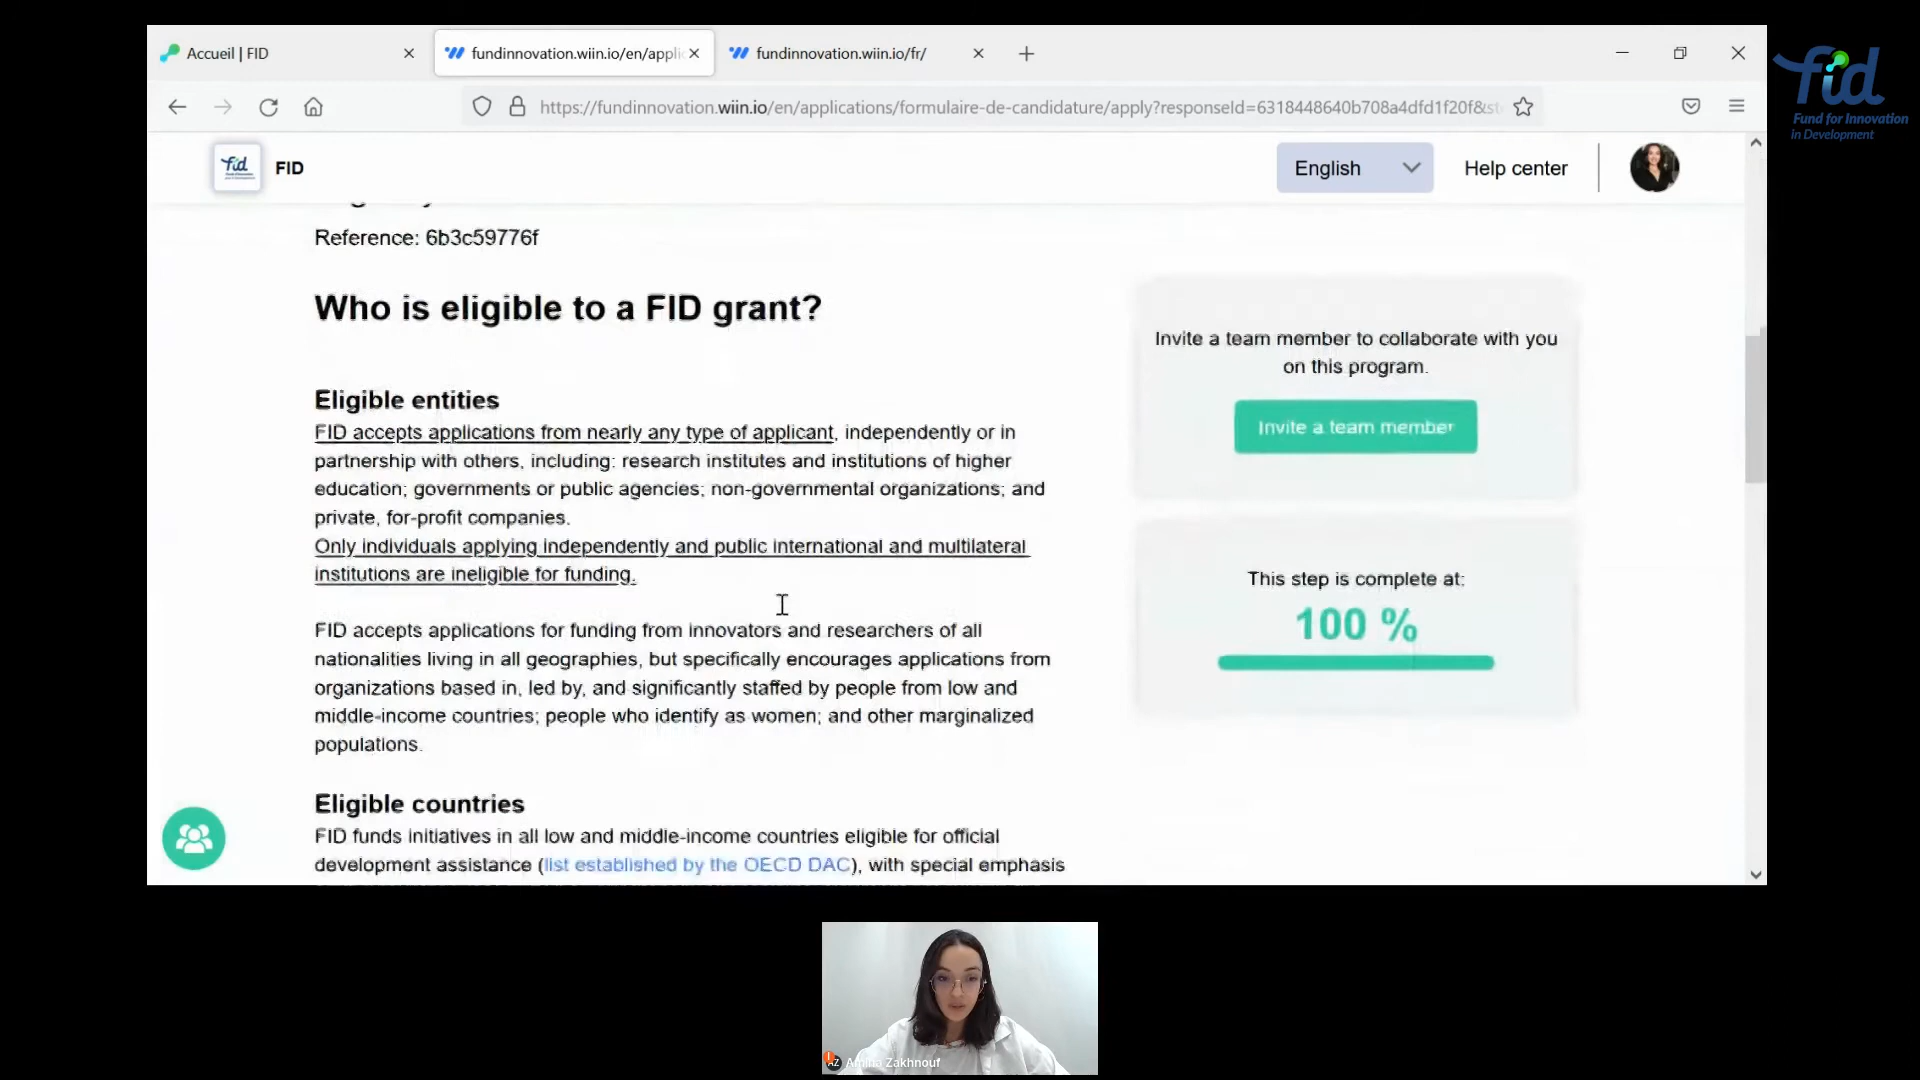 Accueil | FID
fundinnovation.wiin.io/en/appli
fundinnovation.wiin.io/fr/
https://fundinnovation.wiin.io/en/applications/formulaire-de-candidature/apply?responseId=6318448640b708a4dfd1f20f&st
fid
Fund for Innovation
in Development
fid
FID
English
Help center
Reference: 6b3c59776f
Who is eligible to a FID grant?
Eligible entities
FID accepts applications from nearly any type of applicant, independently or in
partnership with others, including: research institutes and institutions of higher
education; governments or public agencies; non-governmental organizations; and
private, for-profit companies.
Only individuals applying independently and public international and multilateral
institutions are ineligible for funding.
FID accepts applications for funding from innovators and researchers of all
nationalities living in all geographies, but specifically encourages applications from
organizations based in, led by, and significantly staffed by people from low and
middle-income countries; people who identify as women; and other marginalized
populations.
Eligible countries
FID funds initiatives in all low and middle-income countries eligible for official
development assistance (list established by the OECD DAC), with special emphasis
Invite a team member to collaborate with you
on this program.
Invite a team member
This step is complete at:
100 %
AZ
Amina Zakhnouf